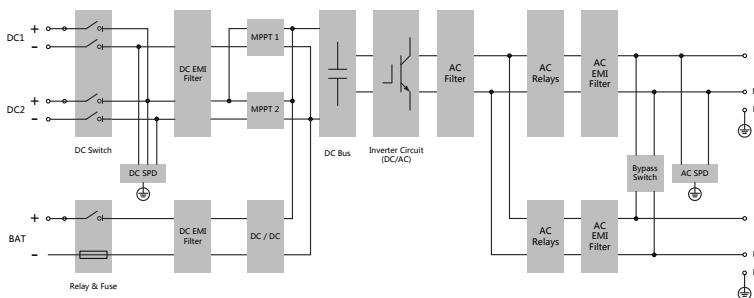 DC1
+
-
DC2
+
-
DC Switch
DC SPD
DC EMI
Filter
MPPT 1
MPPT 2
DC Bus
Inverter Circuit
(DC/AC)
AC
Filter
AC
Relays
AC
EMI
Filter
Bypass
Switch
AC SPD
BAT
+
-
Relay & Fuse
DC EMI
Filter
DC / DC
AC
Relays
AC
EMI
Filter